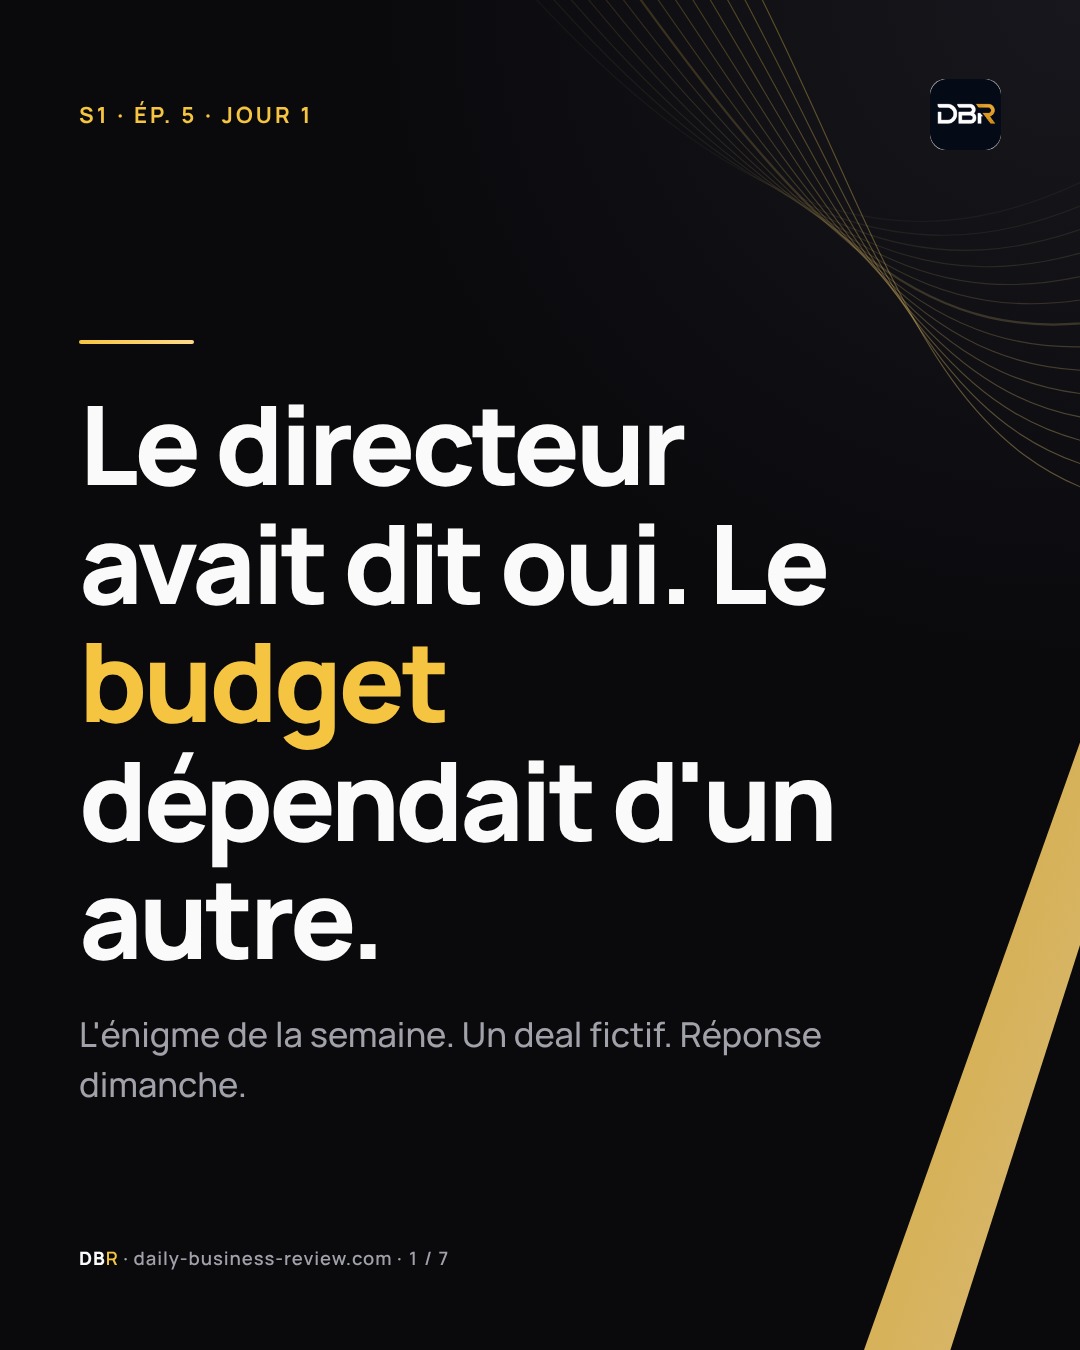 S1 · ÉP. 5 · JOUR 1
DBR
Le directeur
avait dit oui. Le
budget
dépendait d'un
autre.
L'énigme de la semaine. Un deal fictif. Réponse
dimanche.
DBR · daily-business-review.com · 1 / 7